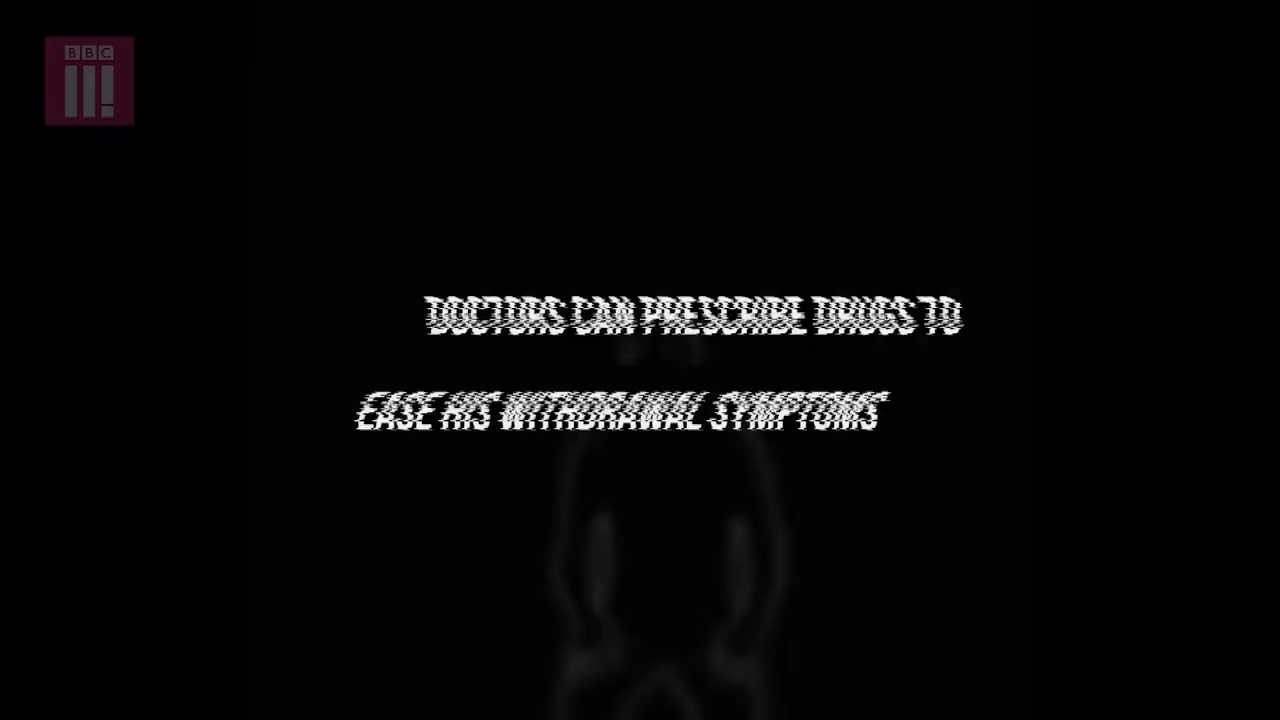 BBC
DOCTORS CAN PRESCRIBE DRUGS TO
EASE HIS WITHDRAWAL SYMPTOMS